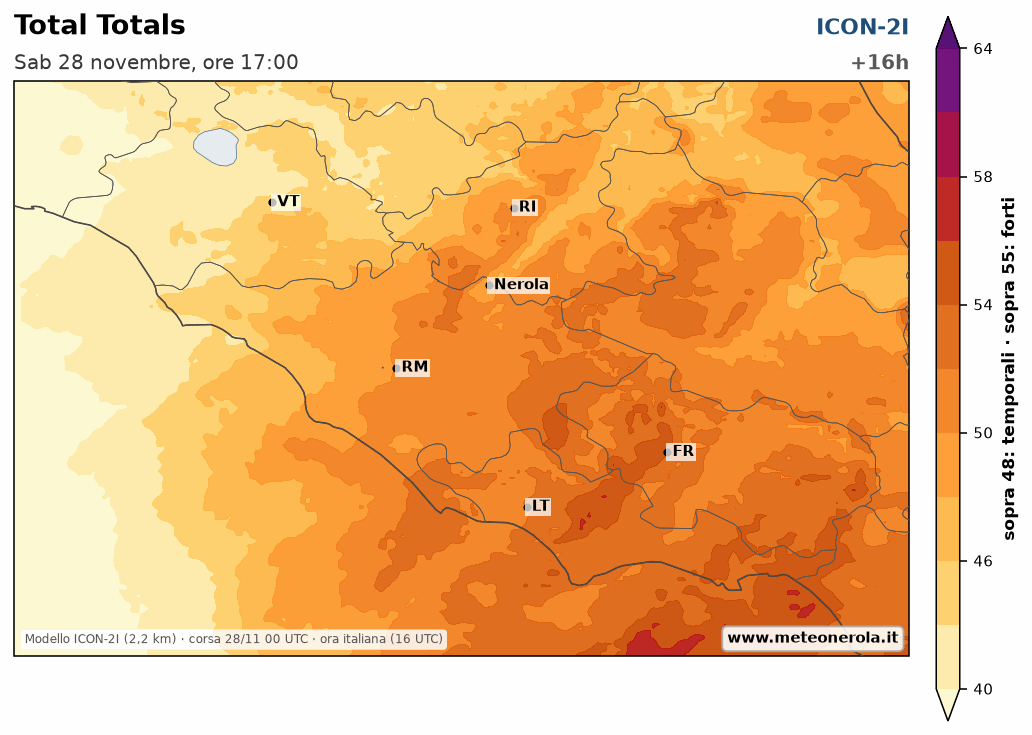 Total Totals
ICON-2I
Sab 28 novembre, ore 17:00
+16h
VT
RI
Nerola
RM
FR
LT
Modello ICON-2I (2,2 km) · corsa 28/11 00 UTC · ora italiana (16 UTC)
www.meteonerola.it
64
58
54
50
46
40
sopra 48: temporali · sopra 55: forti